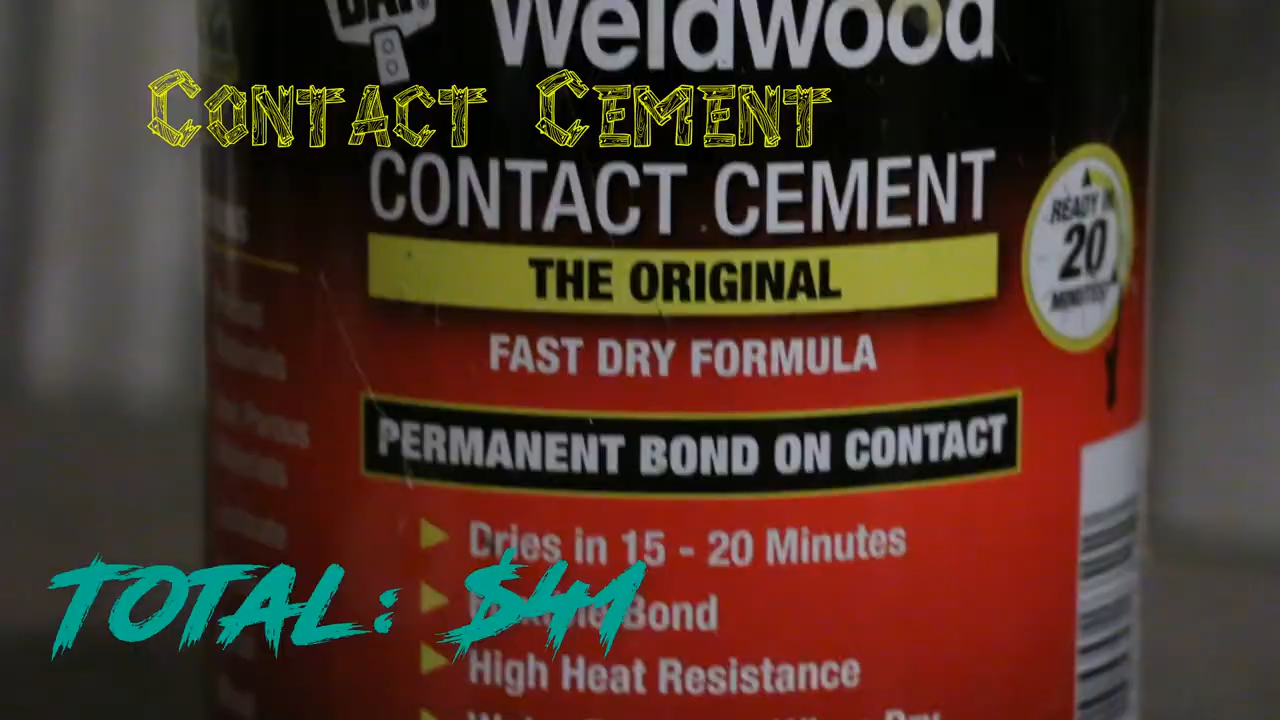 DAP
Weldwood
Contact Cement
CONTACT CEMENT
THE ORIGINAL
READY IN
20
MINUTES
FAST DRY FORMULA
PERMANENT BOND ON CONTACT
Dries in 15 - 20 Minutes
Bond
TOTAL: $41
High Heat Resistance